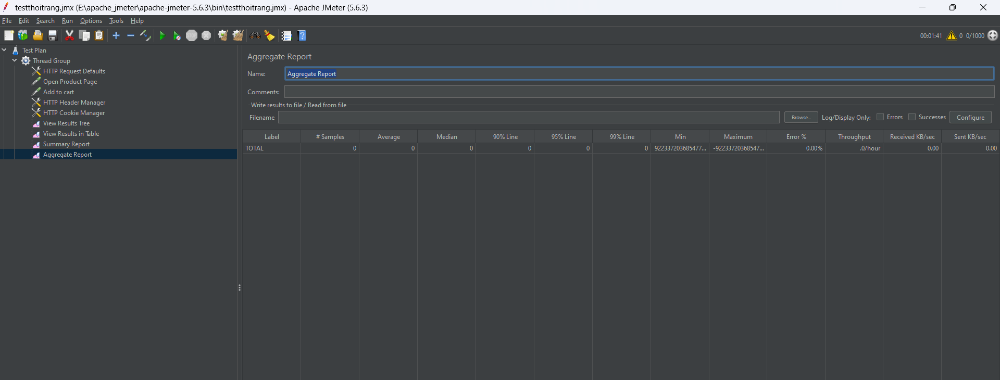 testthoitrang.jmx (E:\apache_jmeter\apache-jmeter-5.6.3\bin\testthoitrang.jmx) - Apache JMeter (5.6.3)
File Edit Search Run Options Tools Help
00:01:41 0 0/1000
Test Plan
Thread Group
HTTP Request Defaults
Open Product Page
Add to cart
HTTP Header Manager
HTTP Cookie Manager
View Results Tree
View Results in Table
Summary Report
Aggregate Report
Aggregate Report
Name: Aggregate Report
Comments:
Write results to file / Read from file
Filename Browse... Log/Display Only: Errors Successes Configure
Label # Samples Average Median 90% Line 95% Line 99% Line Min Maximum Error % Throughput Received KB/sec Sent KB/sec
TOTAL 0 0 0 0 0 0 922337203685477... -92233720368547... 0.00% .0/hour 0.00 0.00